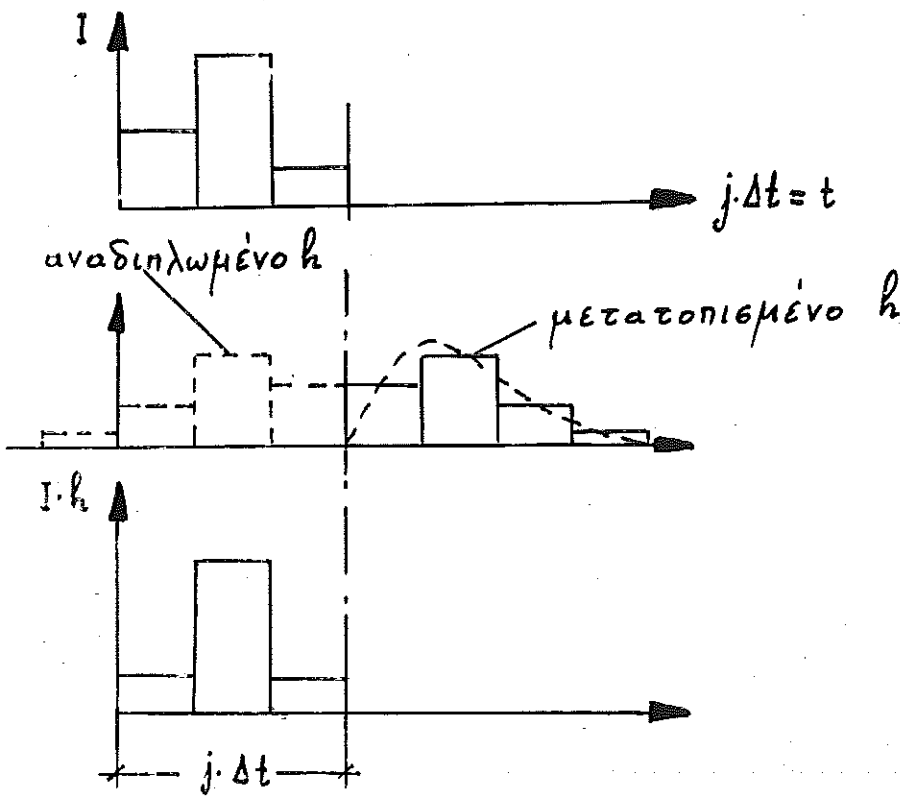 I
j·Δt = t
αναδιπλωμένο h
μετατοπισμένο h
I·h
j·Δt